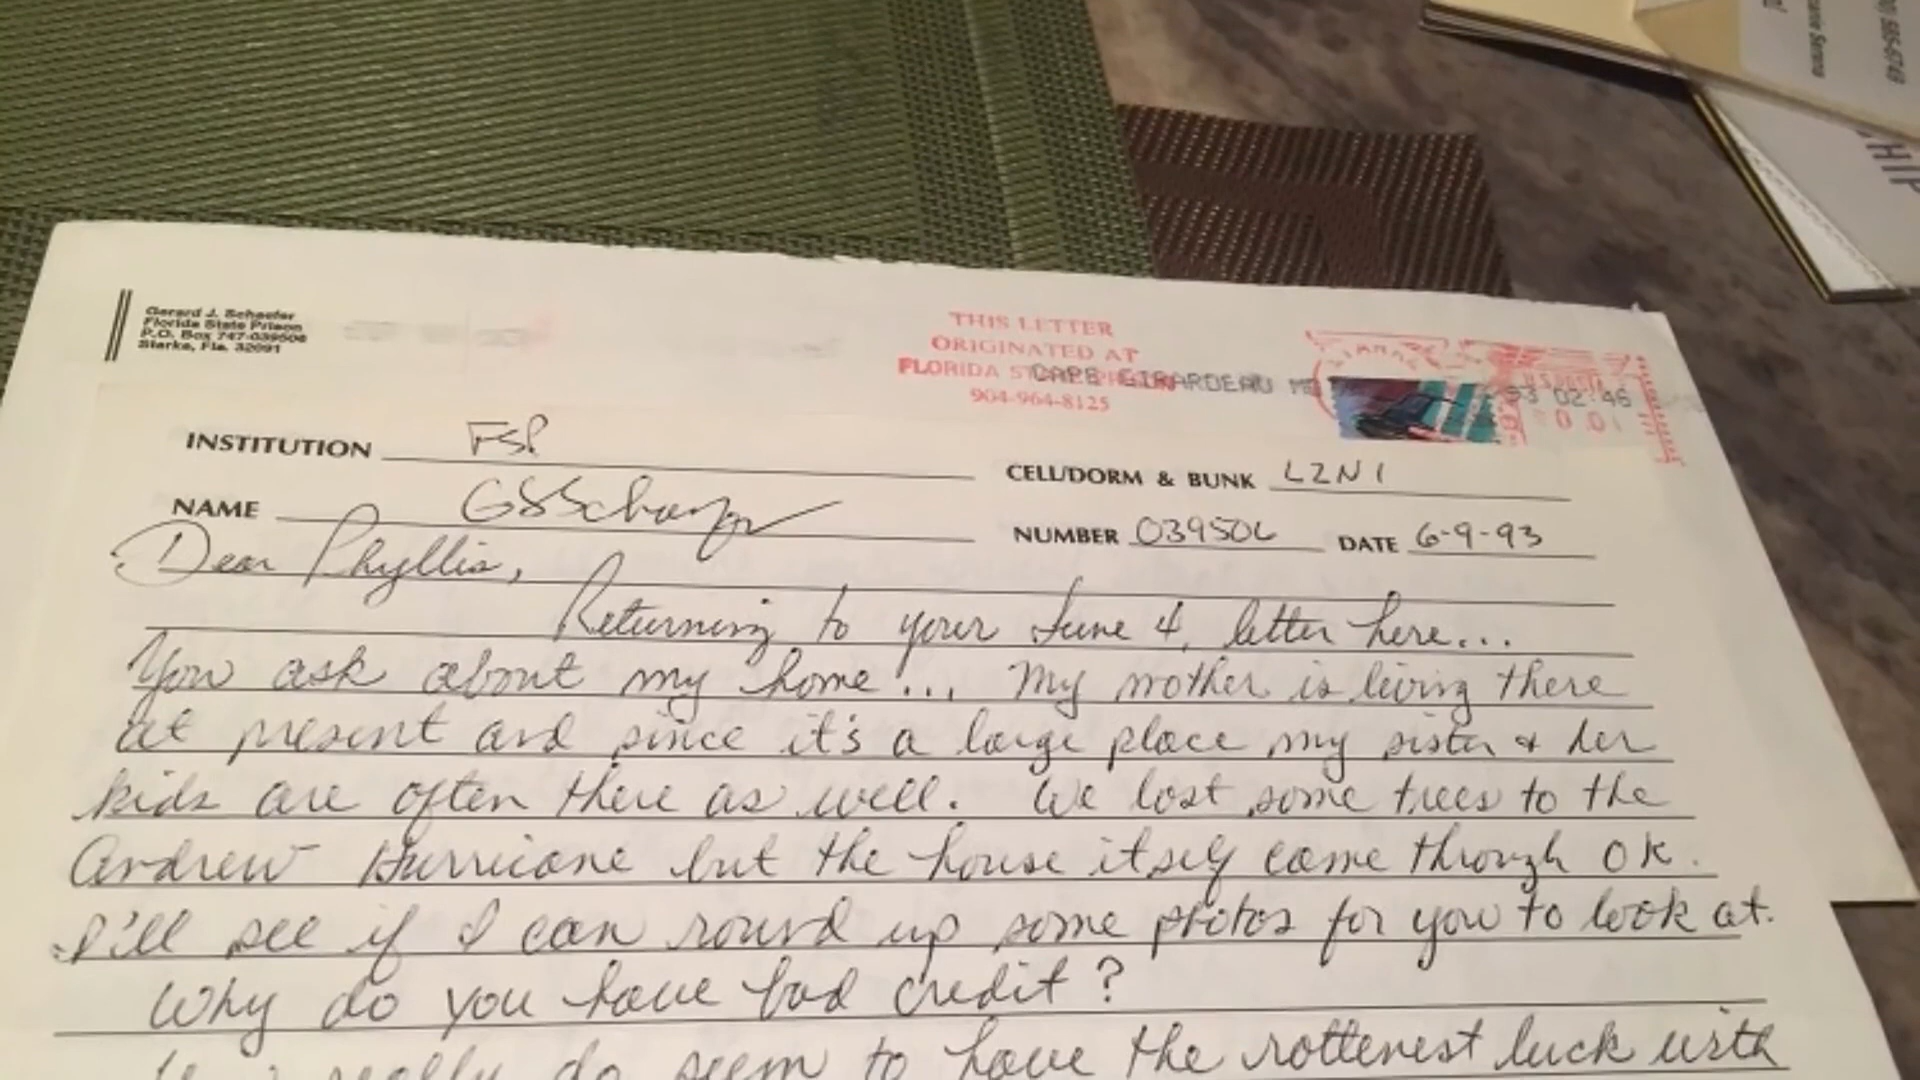 Gerard J. Schaefer
Florida State Prison
P.O. Box 747-039506
Starke, Fla. 32091
THIS LETTER
ORIGINATED AT
FLORIDA
CAPE GIRARDEAU MO
904-964-8125
INSTITUTION FSP
CELL/DORM & BUNK L2N1
NAME GJSchaefer
NUMBER 039506 DATE 6-9-93
Dear Phyllis,
Returning to your June 4, letter here...
You ask about my home... My mother is living there
at present and since it's a large place my sister & her
kids are often there as well. We lost some trees to the
Andrew Hurricane but the house itself came through OK.
I'll see if I can round up some photos for you to look at.
Why do you have bad credit?
really do seem to have the rottenest luck with
HIP